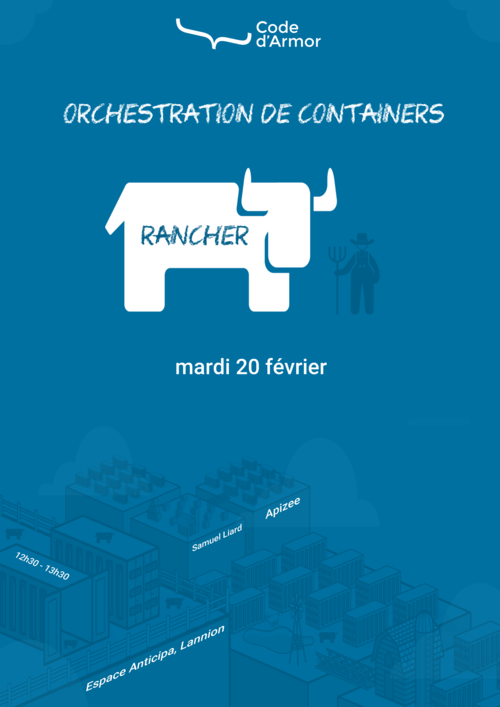 Code
d'Armor
ORCHESTRATION DE CONTAINERS
RANCHER
mardi 20 février
Apizee
Samuel Liard
12h30 - 13h30
Espace Anticipa, Lannion